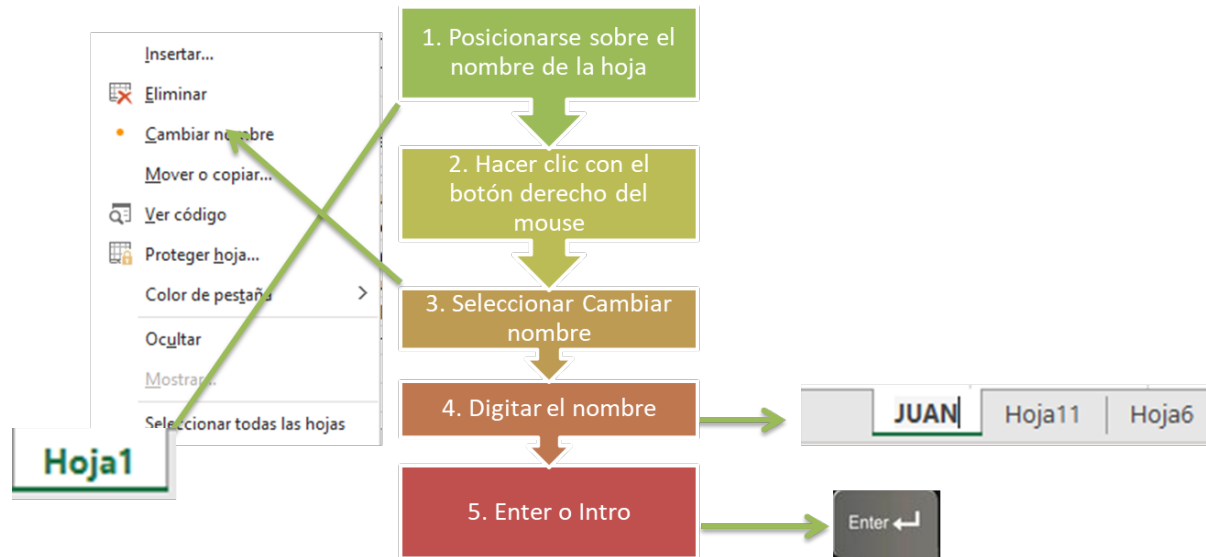 Insertar...
Eliminar
Cambiar nombre
Mover o copiar...
Ver código
Proteger hoja...
Color de pestaña
Ocultar
Mostrar...
Seleccionar todas las hojas
Hoja1
1. Posicionarse sobre el
nombre de la hoja
2. Hacer clic con el
botón derecho del
mouse
3. Seleccionar Cambiar
nombre
4. Digitar el nombre
5. Enter o Intro
JUAN Hoja11 Hoja6
Enter